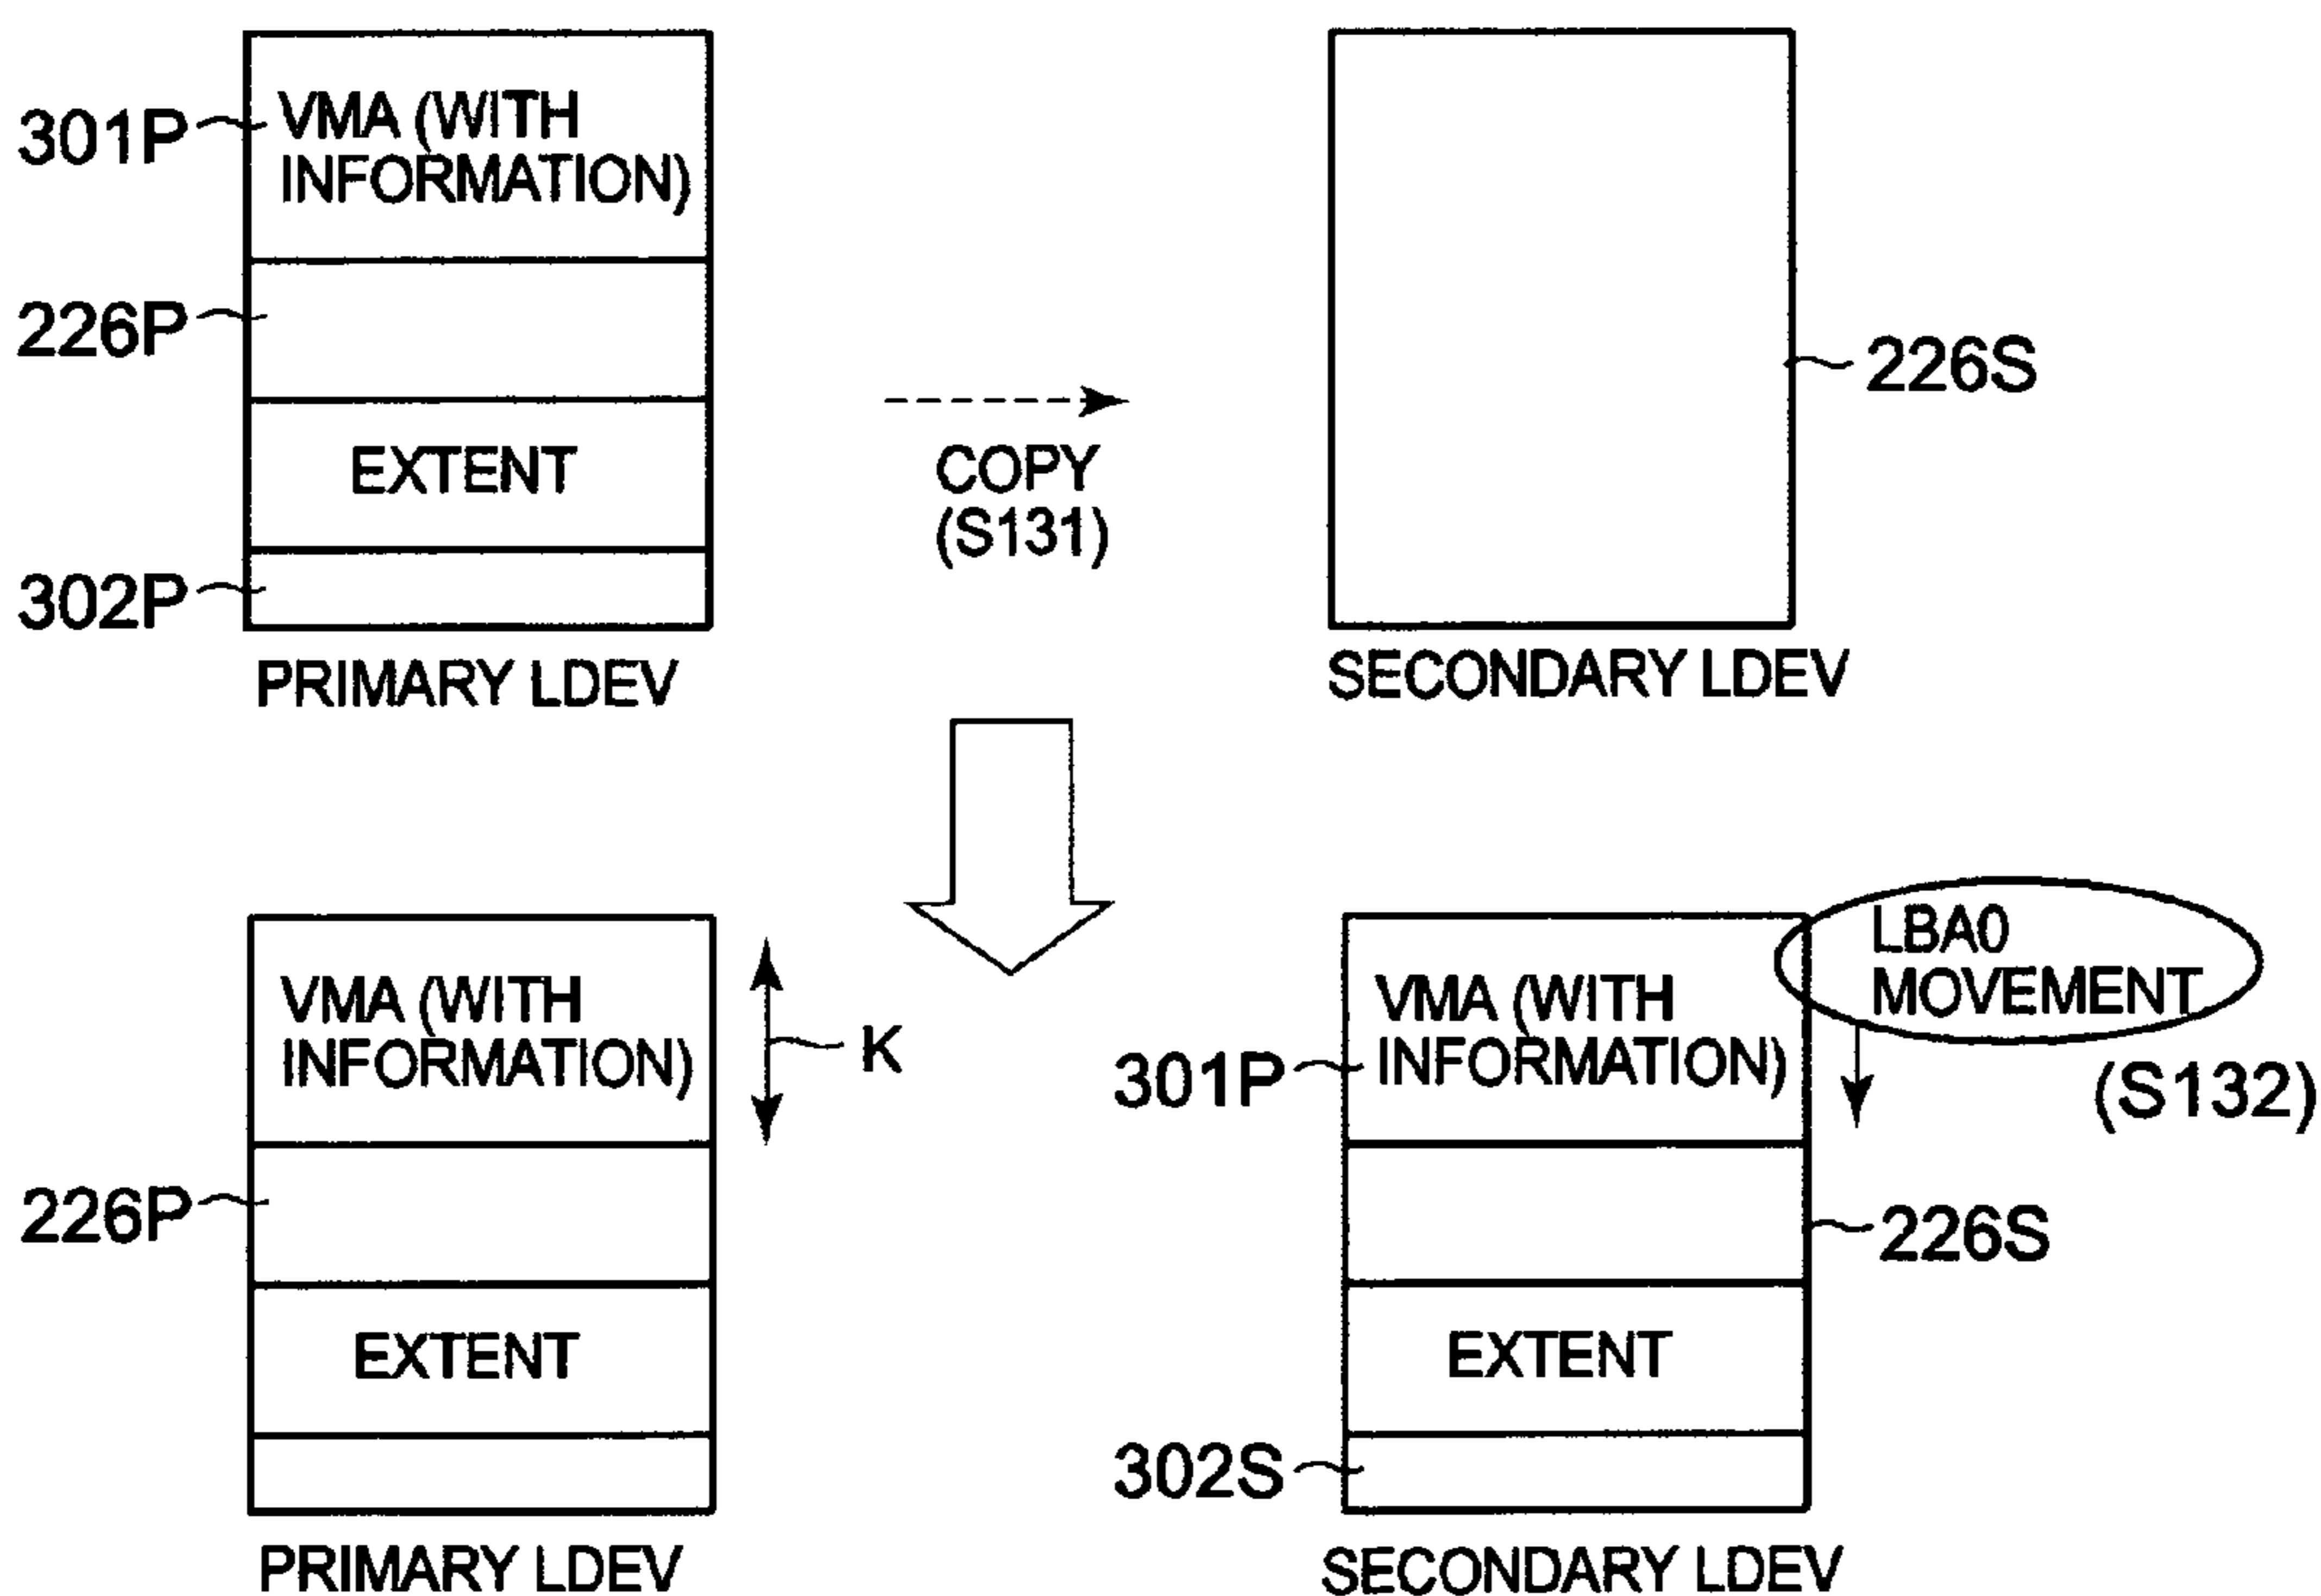 301P
VMA (WITH
INFORMATION)
226P
EXTENT
302P
PRIMARY LDEV
COPY
(S131)
226S
SECONDARY LDEV
VMA (WITH
INFORMATION)
K
226P
EXTENT
PRIMARY LDEV
LBA0
MOVEMENT
(S132)
VMA (WITH
INFORMATION)
301P
226S
EXTENT
302S
SECONDARY LDEV